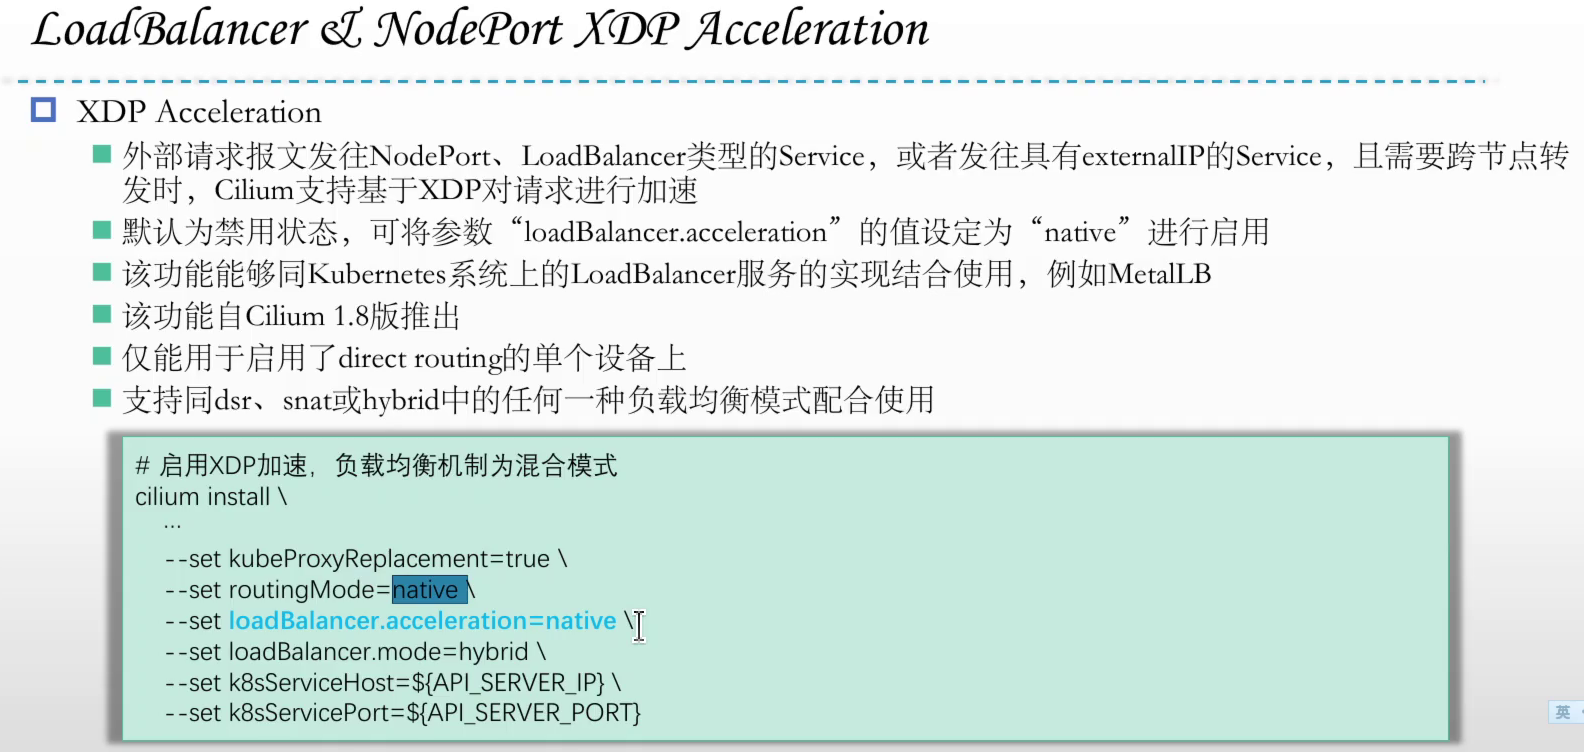 LoadBalancer & NodePort XDP Acceleration
XDP Acceleration
外部请求报文发往NodePort、LoadBalancer类型的Service，或者发往具有externalIP的Service，且需要跨节点转
发时，Cilium支持基于XDP对请求进行加速
默认为禁用状态，可将参数“loadBalancer.acceleration”的值设定为“native”进行启用
该功能能够同Kubernetes系统上的LoadBalancer服务的实现结合使用，例如MetalLB
该功能自Cilium 1.8版推出
仅能用于启用了direct routing的单个设备上
支持同dsr、snat或hybrid中的任何一种负载均衡模式配合使用
# 启用XDP加速，负载均衡机制为混合模式
cilium install \
...
--set kubeProxyReplacement=true \
--set routingMode=native \
--set loadBalancer.acceleration=native \
--set loadBalancer.mode=hybrid \
--set k8sServiceHost=${API_SERVER_IP} \
--set k8sServicePort=${API_SERVER_PORT}
英